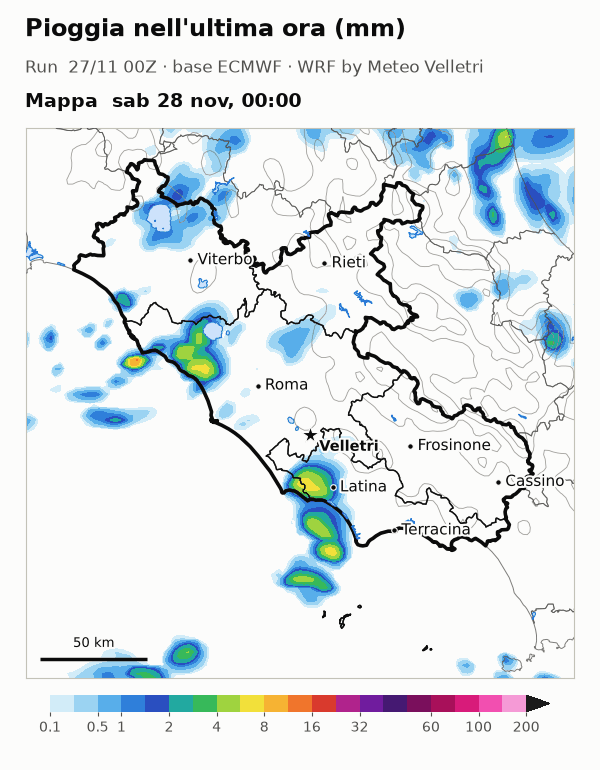 Pioggia nell'ultima ora (mm)
Run  27/11 00Z · base ECMWF · WRF by Meteo Velletri
Mappa  sab 28 nov, 00:00
Viterbo
Rieti
Roma
Velletri
Frosinone
Latina
Cassino
Terracina
50 km
0.1 0.5 1 2 4 8 16 32 60 100 200